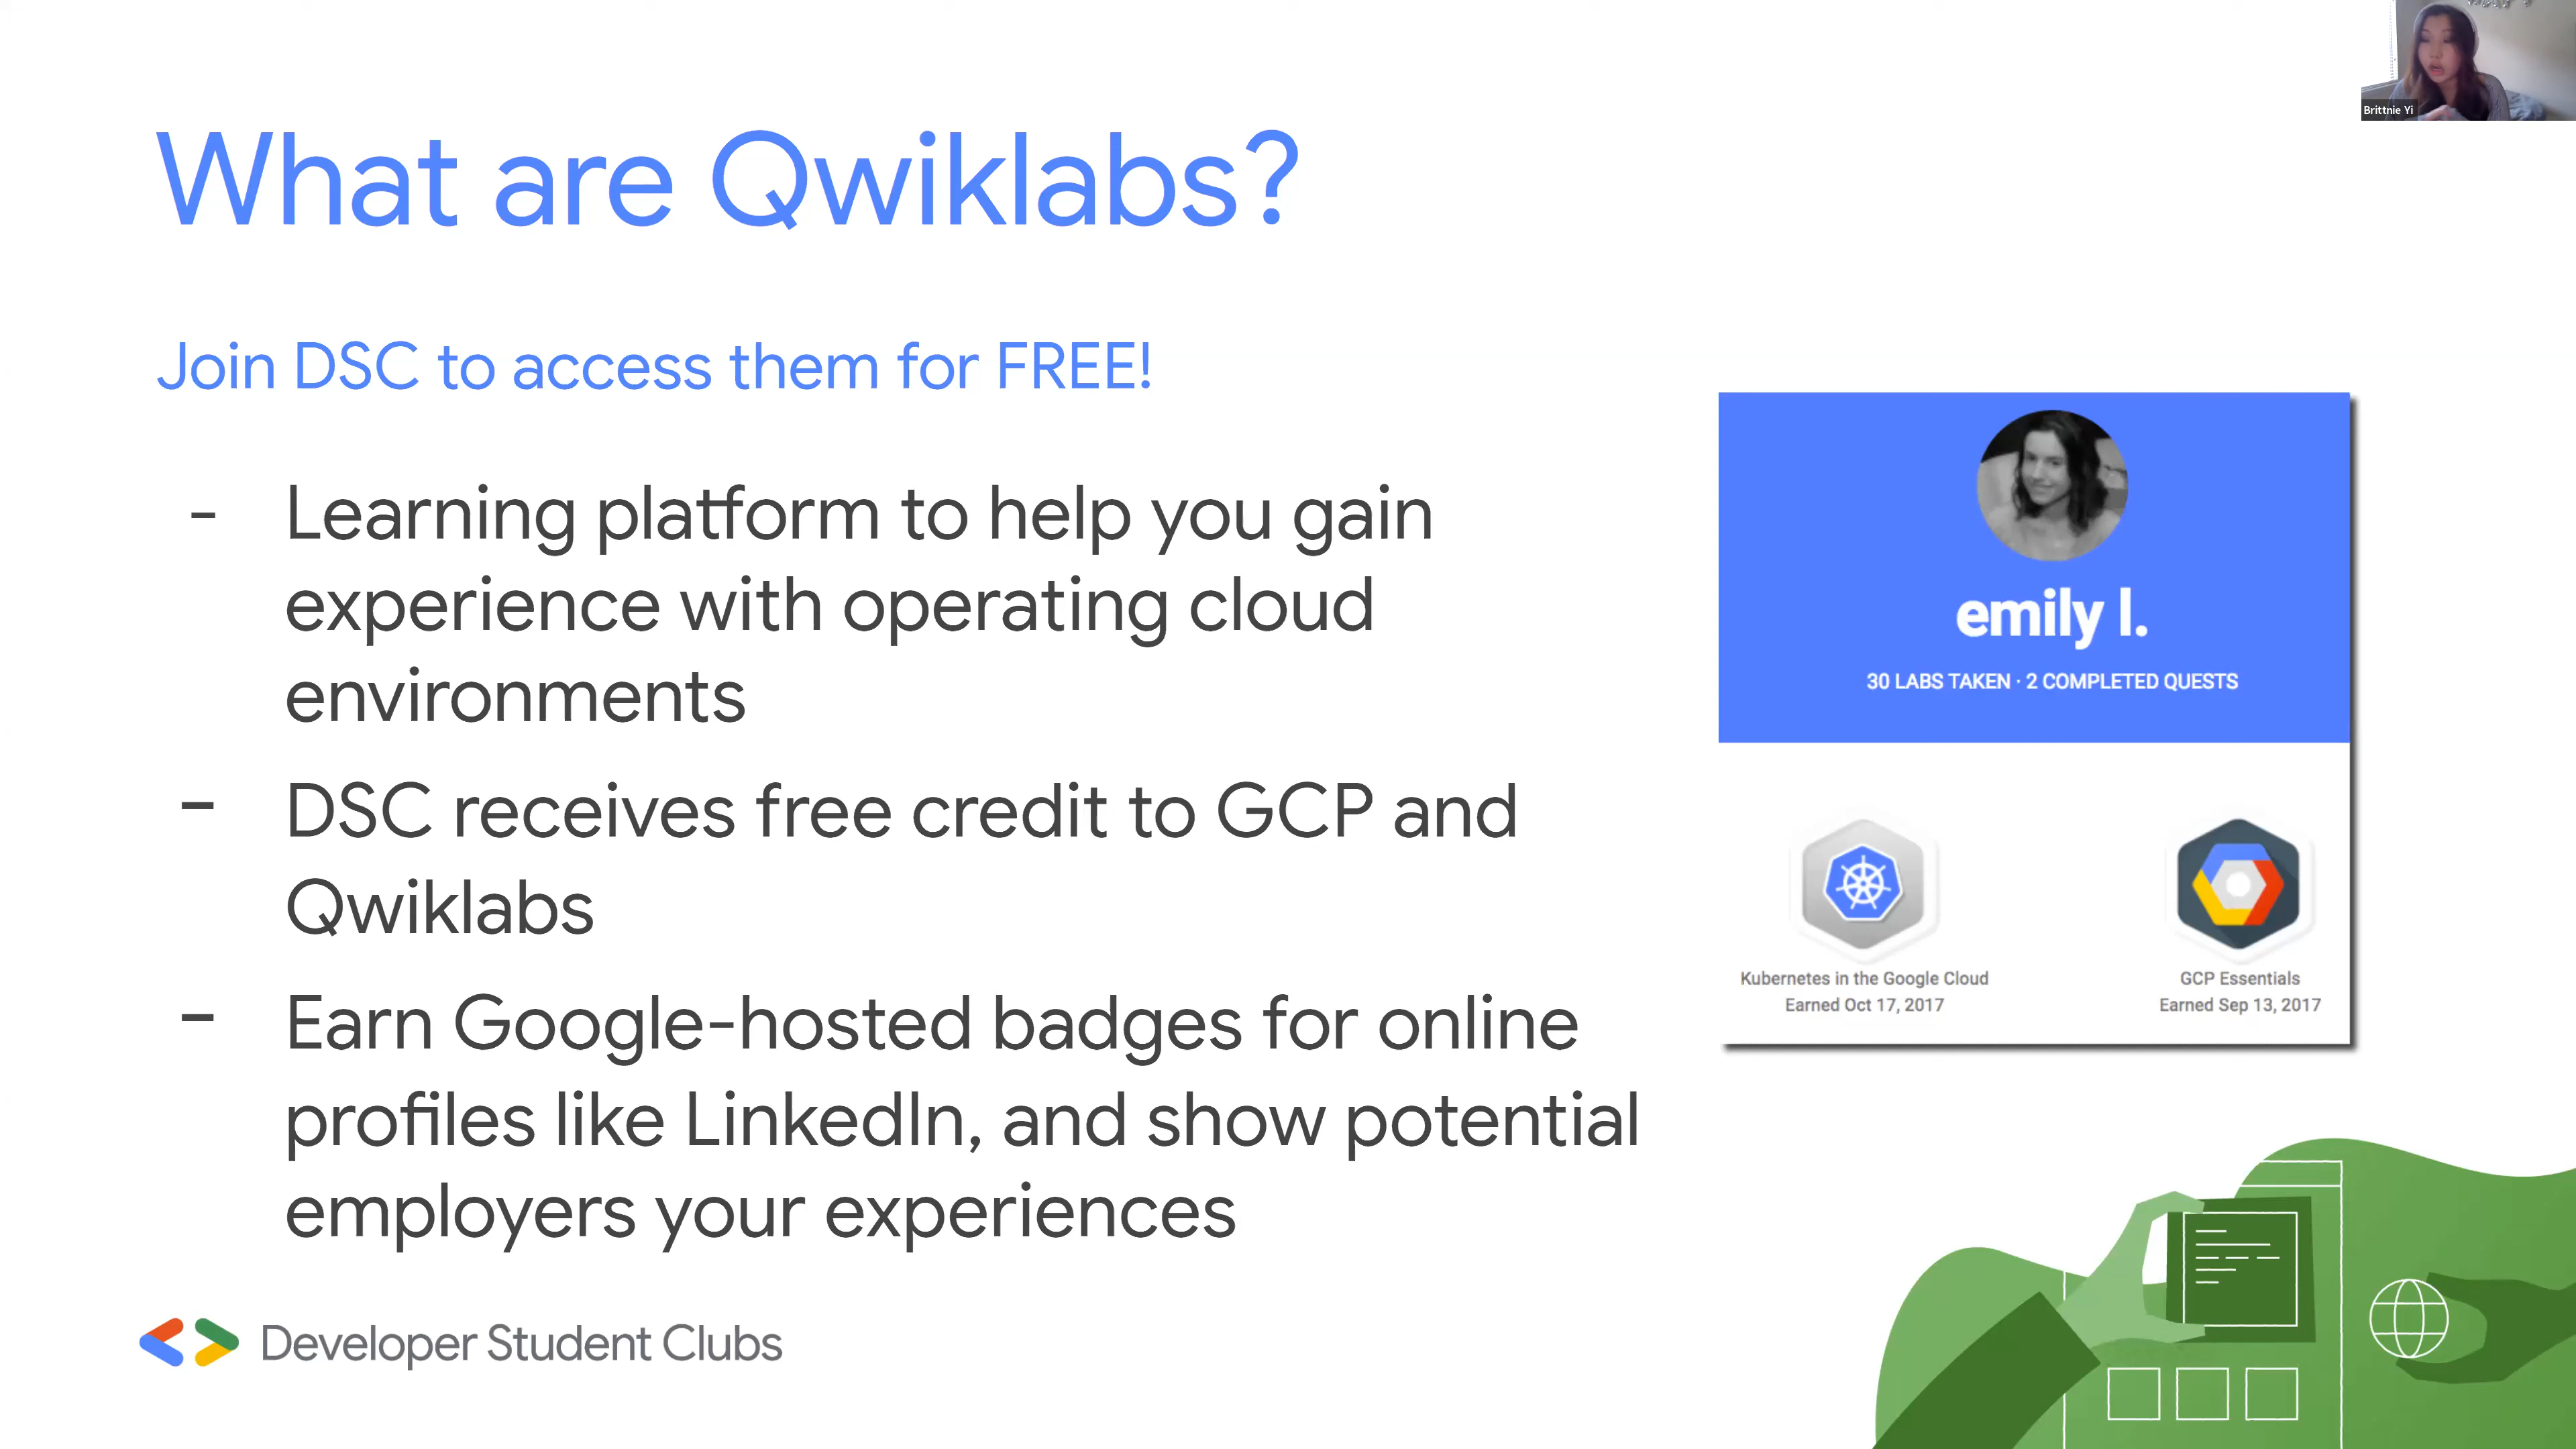 Brittnie Yi
What are Qwiklabs?
Join DSC to access them for FREE!
- Learning platform to help you gain
experience with operating cloud
environments
- DSC receives free credit to GCP and
Qwiklabs
- Earn Google-hosted badges for online
profiles like LinkedIn, and show potential
employers your experiences
emily l.
30 LABS TAKEN · 2 COMPLETED QUESTS
Kubernetes in the Google Cloud
Earned Oct 17, 2017
GCP Essentials
Earned Sep 13, 2017
Developer Student Clubs